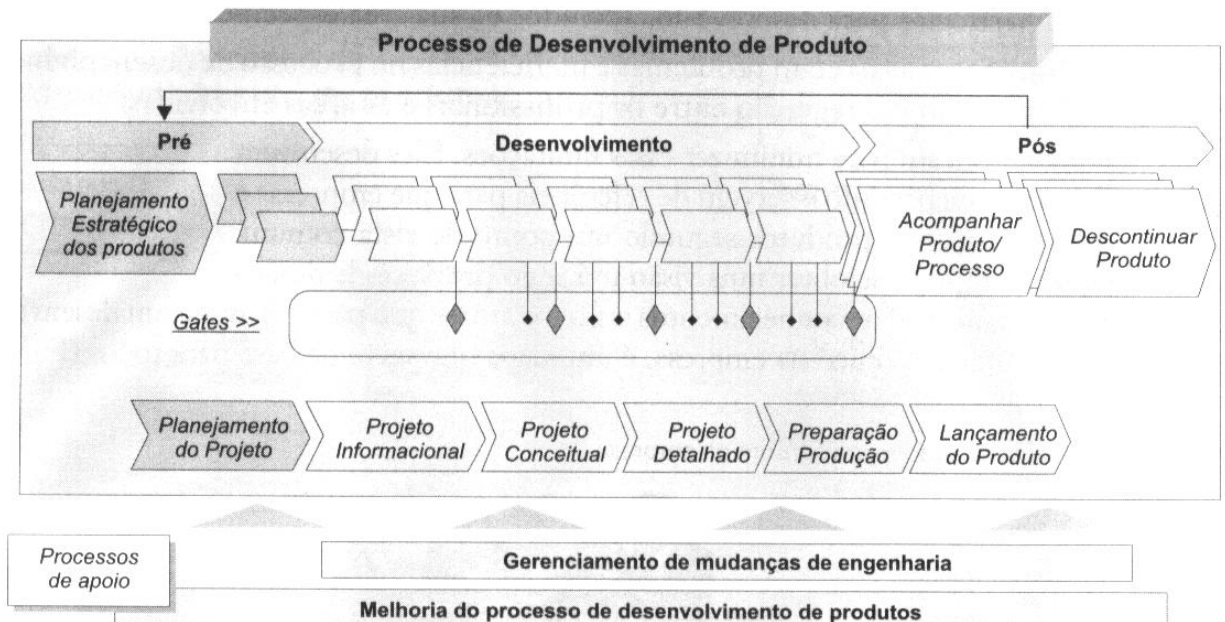 Processo de Desenvolvimento de Produto
Pré
Desenvolvimento
Pós
Planejamento
Estratégico
dos produtos
Acompanhar
Produto/
Processo
Descontinuar
Produto
Gates >>
Planejamento
do Projeto
Projeto
Informacional
Projeto
Conceitual
Projeto
Detalhado
Preparação
Produção
Lançamento
do Produto
Processos
de apoio
Gerenciamento de mudanças de engenharia
Melhoria do processo de desenvolvimento de produtos